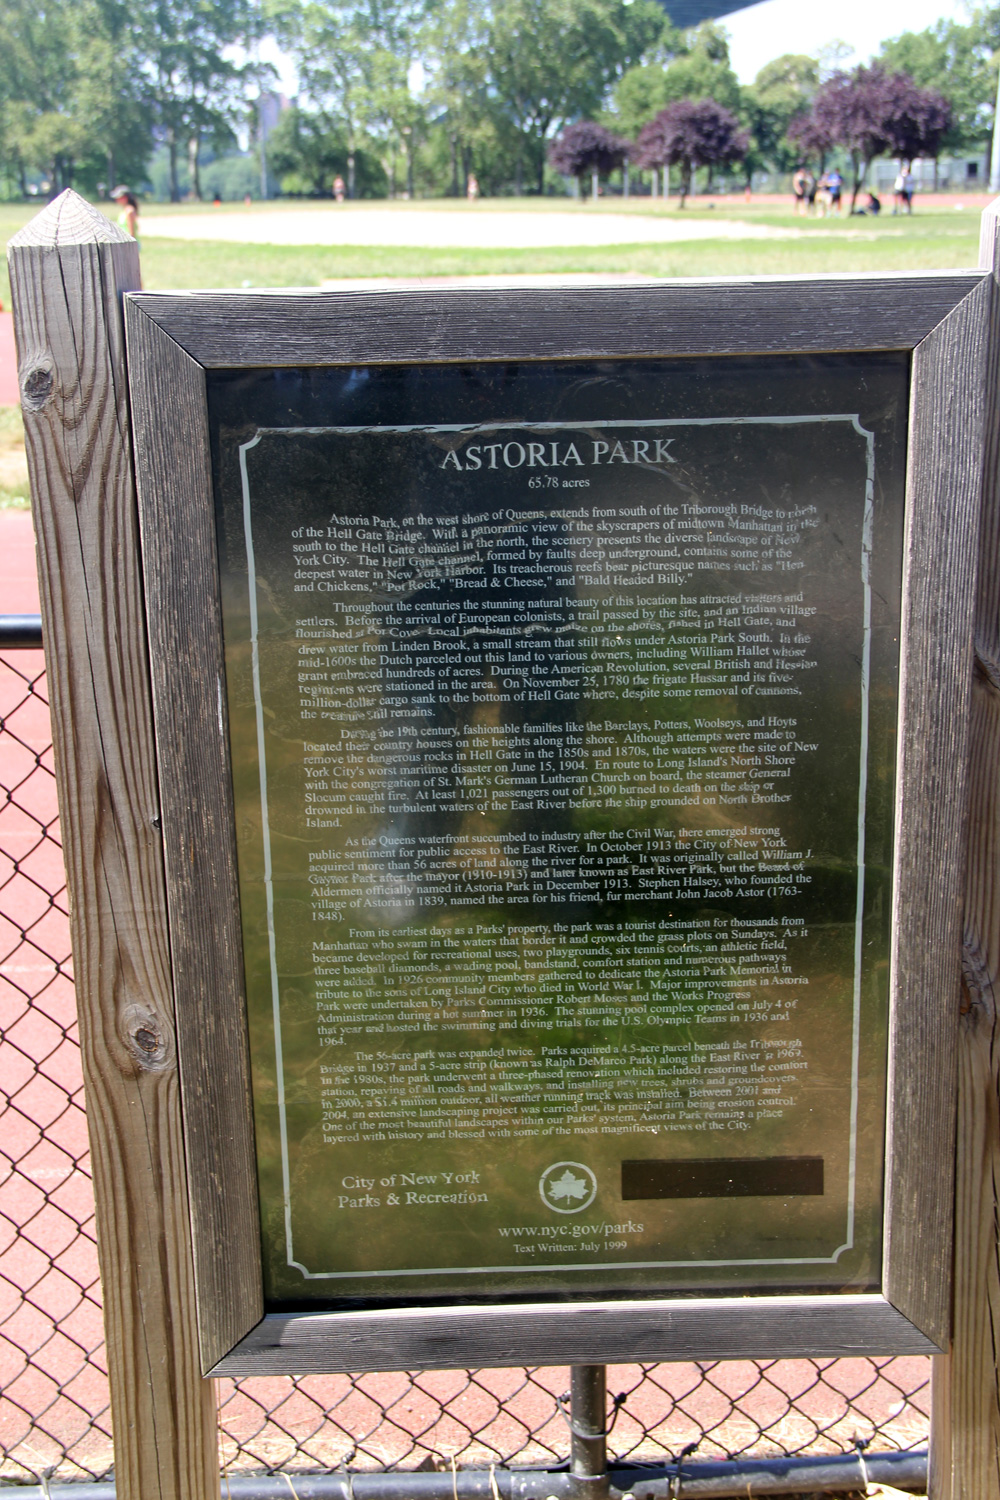 ASTORIA PARK
65.78 acres
Astoria Park, on the west shore of Queens, extends from south of the Triborough Bridge to north
of the Hell Gate Bridge. With a panoramic view of the skyscrapers of midtown Manhattan in the
south to the Hell Gate channel in the north, the scenery presents the diverse landscape of New
York City. The Hell Gate channel, formed by faults deep underground, contains some of the
deepest water in New York Harbor. Its treacherous reefs bear picturesque names such as "Hen
and Chickens," "Pot Rock," "Bread & Cheese," and "Bald Headed Billy."
Throughout the centuries the stunning natural beauty of this location has attracted visitors and
settlers. Before the arrival of European colonists, a trail passed by the site, and an Indian village
flourished at Pot Cove. Local inhabitants grew maize on the shores, fished in Hell Gate, and
drew water from Linden Brook, a small stream that still flows under Astoria Park South. In the
mid-1600s the Dutch parceled out this land to various owners, including William Hallet whose
grant embraced hundreds of acres. During the American Revolution, several British and Hessian
regiments were stationed in the area. On November 25, 1780 the frigate Hussar and its five-
million-dollar cargo sank to the bottom of Hell Gate where, despite some removal of cannons,
the treasure still remains.
During the 19th century, fashionable families like the Barclays, Potters, Woolseys, and Hoyts
located their country houses on the heights along the shore. Although attempts were made to
remove the dangerous rocks in Hell Gate in the 1850s and 1870s, the waters were the site of New
York City's worst maritime disaster on June 15, 1904. En route to Long Island's North Shore
with the congregation of St. Mark's German Lutheran Church on board, the steamer General
Slocum caught fire. At least 1,021 passengers out of 1,300 burned to death on the ship or
drowned in the turbulent waters of the East River before the ship grounded on North Brother
Island.
As the Queens waterfront succumbed to industry after the Civil War, there emerged strong
public sentiment for public access to the East River. In October 1913 the City of New York
acquired more than 56 acres of land along the river for a park. It was originally called William J.
Gaynor Park after the mayor (1910-1913) and later known as East River Park, but the Board of
Aldermen officially named it Astoria Park in December 1913. Stephen Halsey, who founded the
village of Astoria in 1839, named the area for his friend, fur merchant John Jacob Astor (1763-
1848).
From its earliest days as a Parks' property, the park was a tourist destination for thousands from
Manhattan who swam in the waters that border it and crowded the grass plots on Sundays. As it
became developed for recreational uses, two playgrounds, six tennis courts, an athletic field,
three baseball diamonds, a wading pool, bandstand, comfort station and numerous pathways
were added. In 1926 community members gathered to dedicate the Astoria Park Memorial in
tribute to the sons of Long Island City who died in World War I. Major improvements in Astoria
Park were undertaken by Parks Commissioner Robert Moses and the Works Progress
Administration during a hot summer in 1936. The stunning pool complex opened on July 4 of
that year and hosted the swimming and diving trials for the U.S. Olympic Teams in 1936 and
1964.
The 56-acre park was expanded twice. Parks acquired a 4.5-acre parcel beneath the Triborough
Bridge in 1937 and a 5-acre strip (known as Ralph DeMarco Park) along the East River in 1969.
In the 1980s, the park underwent a three-phased renovation which included restoring the comfort
station, repaving of all roads and walkways, and installing new trees, shrubs and groundcovers.
In 2000, a $1.4 million outdoor, all weather running track was installed. Between 2001 and
2004, an extensive landscaping project was carried out, its principal aim being erosion control.
One of the most beautiful landscapes within our Parks' system, Astoria Park remains a place
layered with history and blessed with some of the most magnificent views of the City.
City of New York
Parks & Recreation
www.nyc.gov/parks
Text Written: July 1999